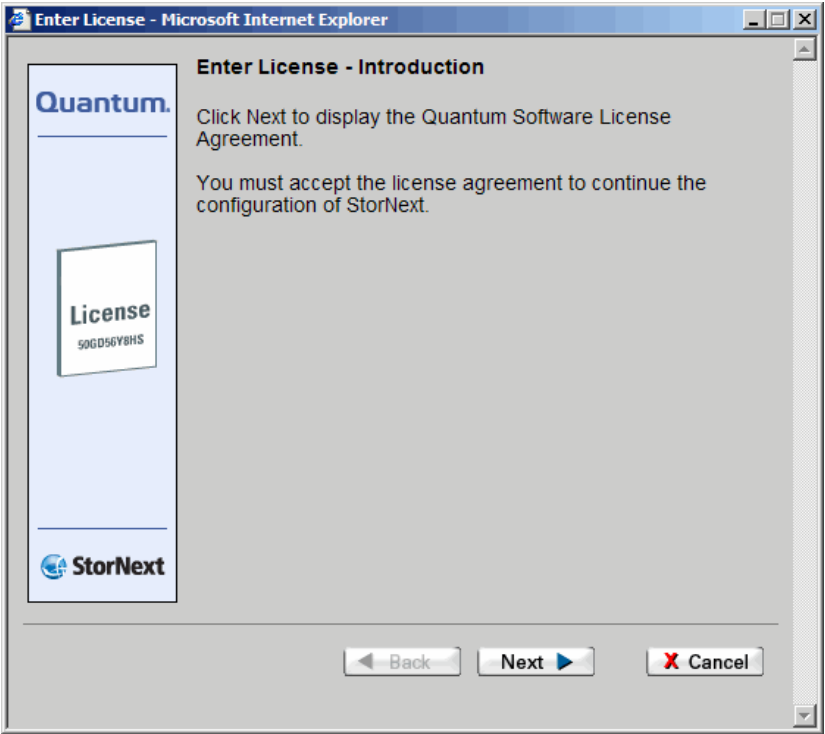 Enter License - Microsoft Internet Explorer
Quantum.
License
50GD56Y8HS
StorNext
Enter License - Introduction
Click Next to display the Quantum Software License
Agreement.
You must accept the license agreement to continue the
configuration of StorNext.
Back
Next
X Cancel